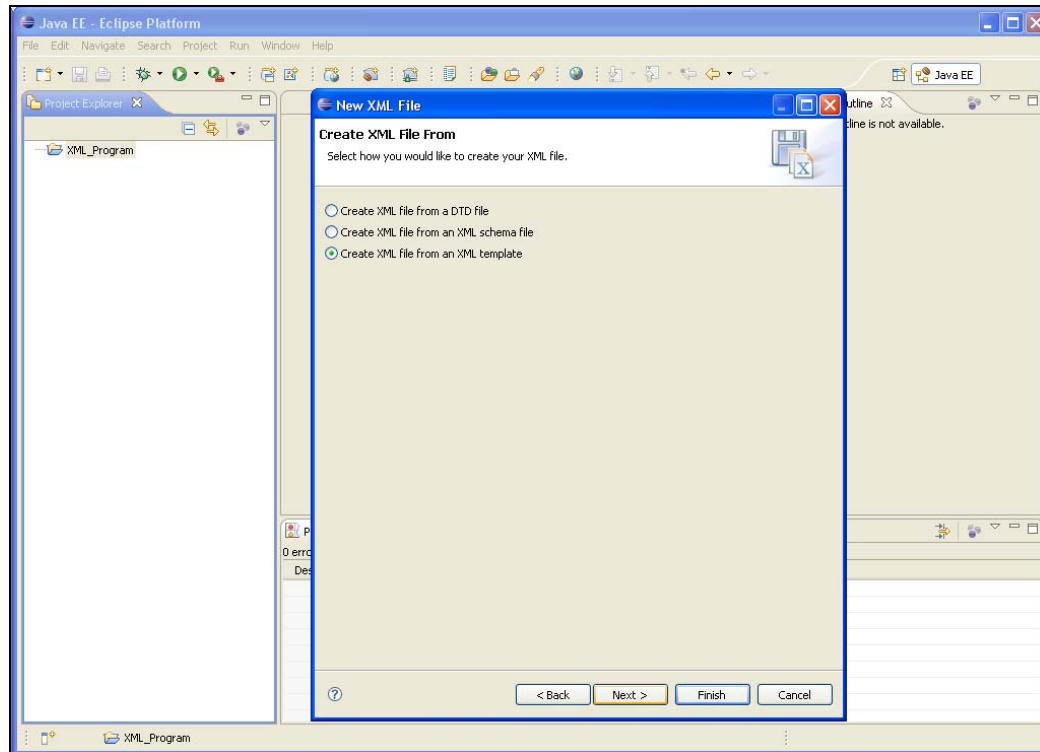 Java EE - Eclipse Platform
File Edit Navigate Search Project Run Window Help
Java EE
Project Explorer
XML_Program
New XML File
Create XML File From
Select how you would like to create your XML file.
Create XML file from a DTD file
Create XML file from an XML schema file
Create XML file from an XML template
utline
tline is not available.
P
0 erro
Des
< Back
Next >
Finish
Cancel
XML_Program